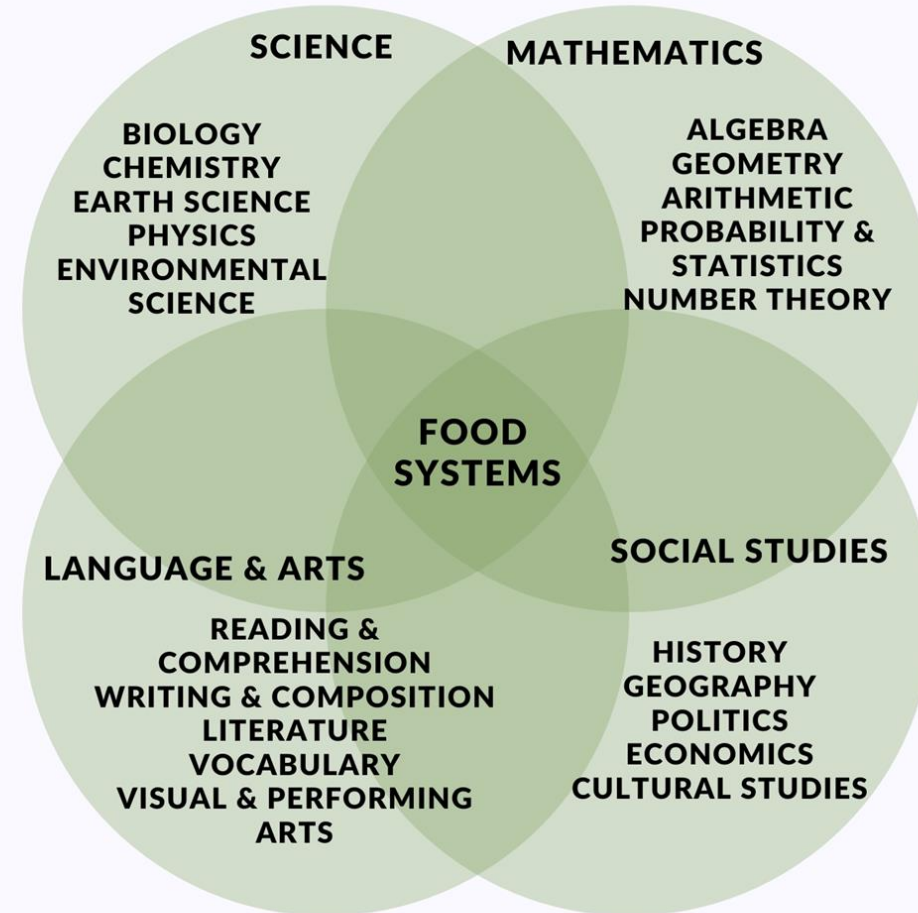 SCIENCE
BIOLOGY
CHEMISTRY
EARTH SCIENCE
PHYSICS
ENVIRONMENTAL
SCIENCE
MATHEMATICS
ALGEBRA
GEOMETRY
ARITHMETIC
PROBABILITY &
STATISTICS
NUMBER THEORY
FOOD
SYSTEMS
LANGUAGE & ARTS
READING &
COMPREHENSION
WRITING & COMPOSITION
LITERATURE
VOCABULARY
VISUAL & PERFORMING
ARTS
SOCIAL STUDIES
HISTORY
GEOGRAPHY
POLITICS
ECONOMICS
CULTURAL STUDIES